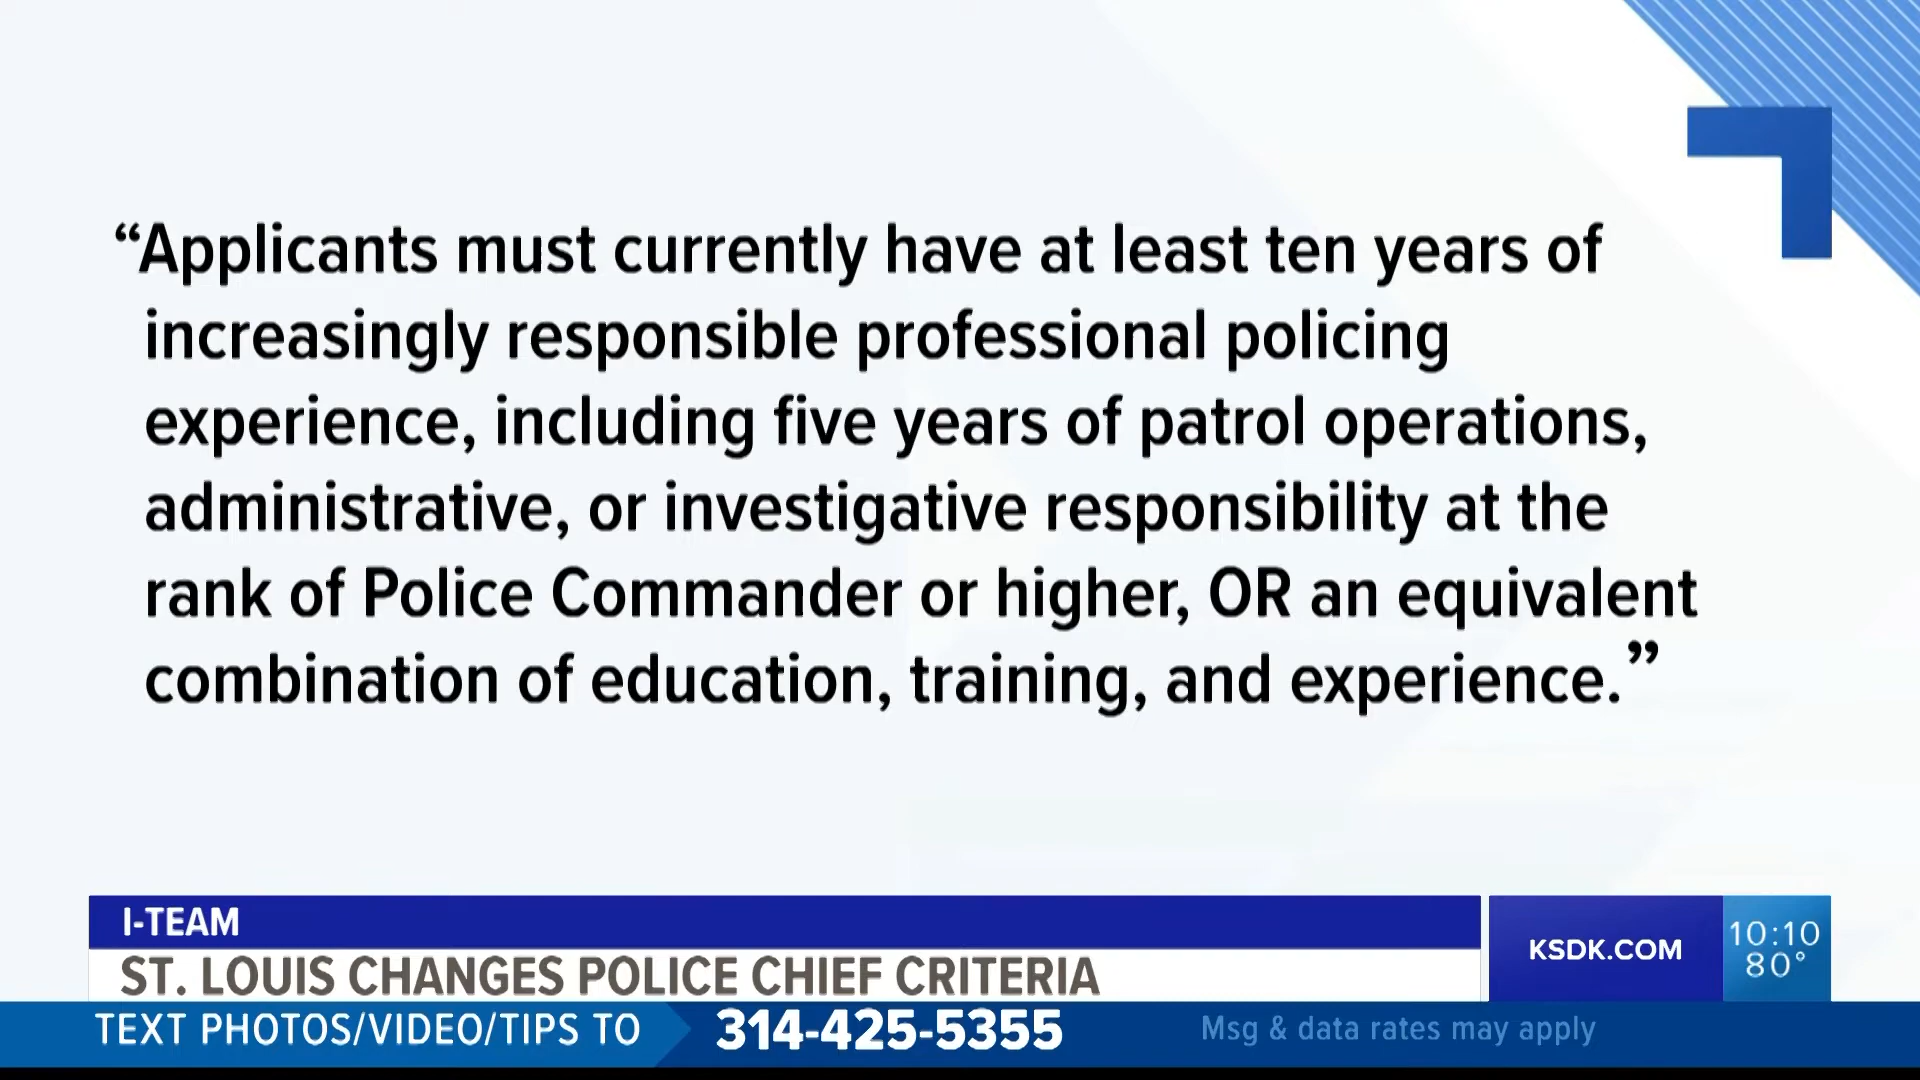 “Applicants must currently have at least ten years of
increasingly responsible professional policing
experience, including five years of patrol operations,
administrative, or investigative responsibility at the
rank of Police Commander or higher, OR an equivalent
combination of education, training, and experience.”
I-TEAM
ST. LOUIS CHANGES POLICE CHIEF CRITERIA
KSDK.COM
10:10
80°
TEXT PHOTOS/VIDEO/TIPS TO 314-425-5355 Msg & data rates may apply